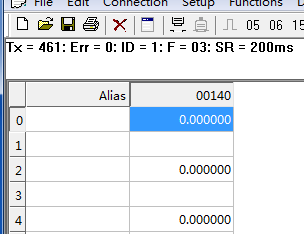 Edit Connection Setup Functions
05 06 15
Tx = 461: Err = 0: ID = 1: F = 03: SR = 200ms
Alias 00140
0 0.000000
1
2 0.000000
3
4 0.000000